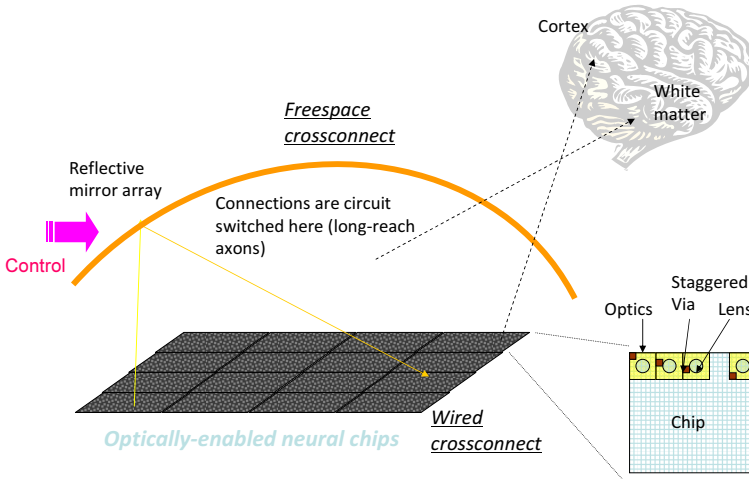 Cortex
White
matter
Freespace
crossconnect
Reflective
mirror array
Connections are circuit
switched here (long-reach
axons)
Control
Staggered
Via
Optics
Lens
Chip
Wired
crossconnect
Optically-enabled neural chips